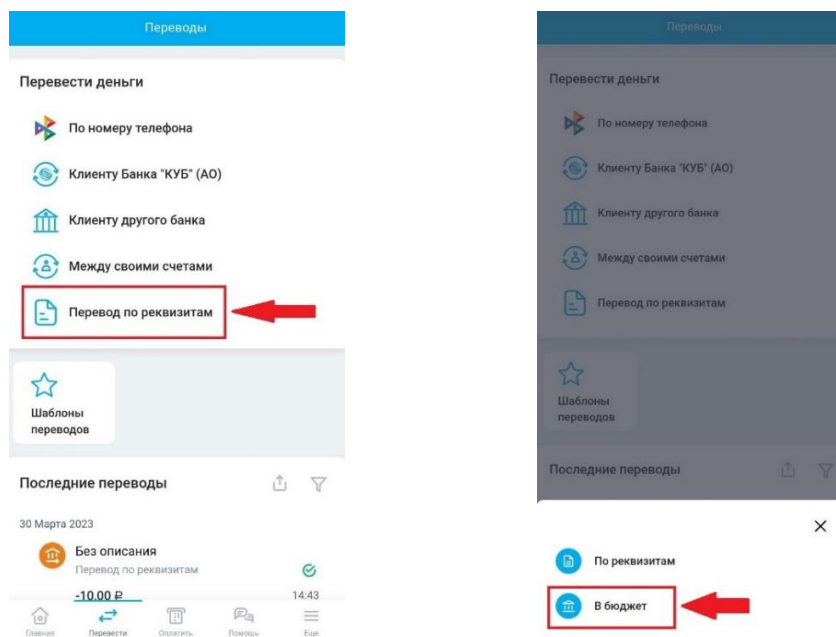 Переводы
Перевести деньги
По номеру телефона
Клиенту Банка "КУБ" (АО)
Клиенту другого банка
Между своими счетами
Перевод по реквизитам
Шаблоны
переводов
Последние переводы
30 Марта 2023
Без описания
Перевод по реквизитам
-10.00 ₽
14:43
Главная
Перевести
Оплатить
Помощь
Еще
Переводы
Перевести деньги
По номеру телефона
Клиенту Банка "КУБ" (АО)
Клиенту другого банка
Между своими счетами
Перевод по реквизитам
Шаблоны
переводов
Последние переводы
По реквизитам
В бюджет